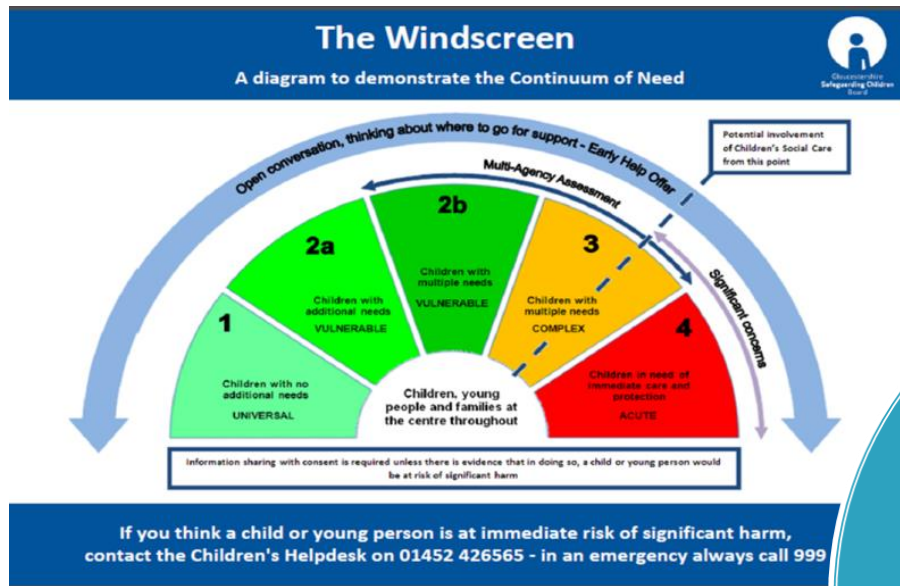 The Windscreen
A diagram to demonstrate the Continuum of Need
Gloucestershire
Safeguarding Children
Board
Open conversation, thinking about where to go for support - Early Help Offer
Potential involvement
of Children's Social Care
from this point
Multi-Agency Assessment
Significant concerns
1
Children with no
additional needs
UNIVERSAL
2a
Children with
additional needs
VULNERABLE
2b
Children with
multiple needs
VULNERABLE
3
Children with
multiple needs
COMPLEX
4
Children in need of
immediate care and
protection
ACUTE
Children, young
people and families at
the centre throughout
Information sharing with consent is required unless there is evidence that in doing so, a child or young person would
be at risk of significant harm
If you think a child or young person is at immediate risk of significant harm,
contact the Children's Helpdesk on 01452 426565 - in an emergency always call 999